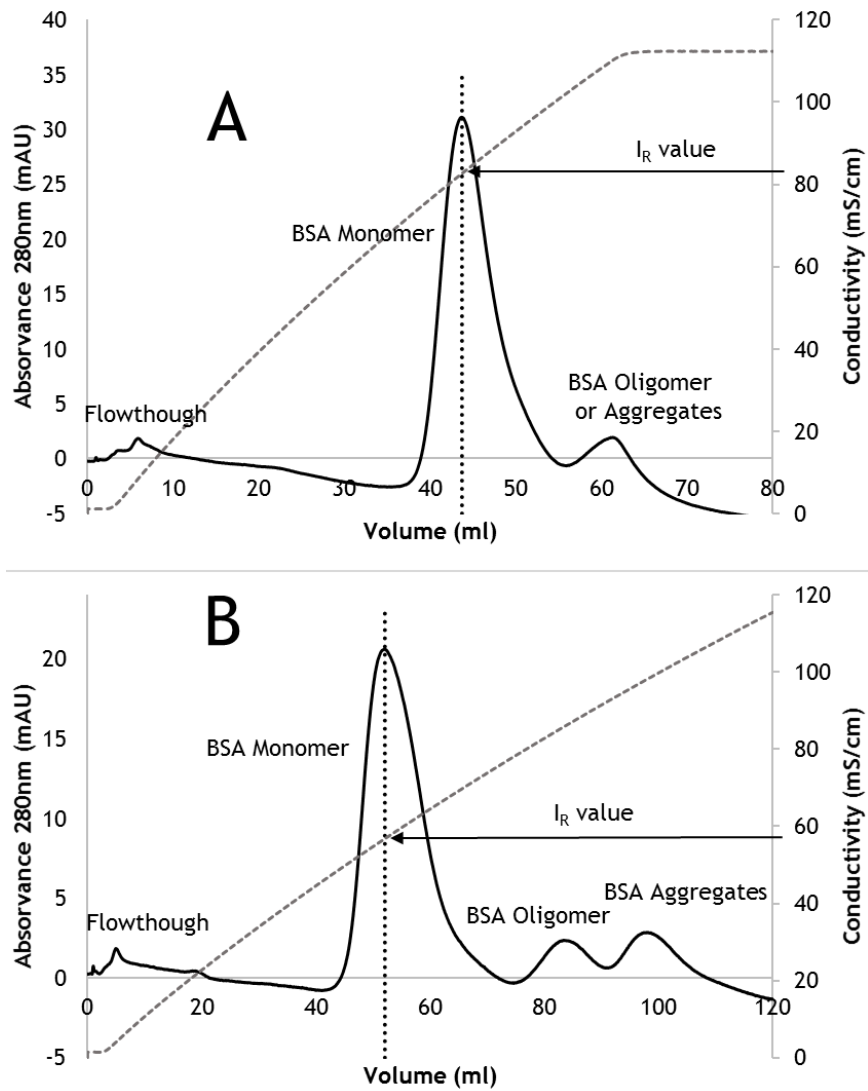 A
Absorvance 280nm (mAU)
40
35
30
25
20
15
10
5
0
-5
Conductivity (mS/cm)
120
100
80
60
40
20
0
I_R value
BSA Monomer
BSA Oligomer
or Aggregates
Flowthough
0 10 20 30 40 50 60 70 80
Volume (ml)
B
Absorvance 280nm (mAU)
20
15
10
5
0
-5
Conductivity (mS/cm)
120
100
80
60
40
20
0
BSA Monomer
I_R value
BSA Aggregates
BSA Oligomer
Flowthough
0 20 40 60 80 100 120
Volume (ml)